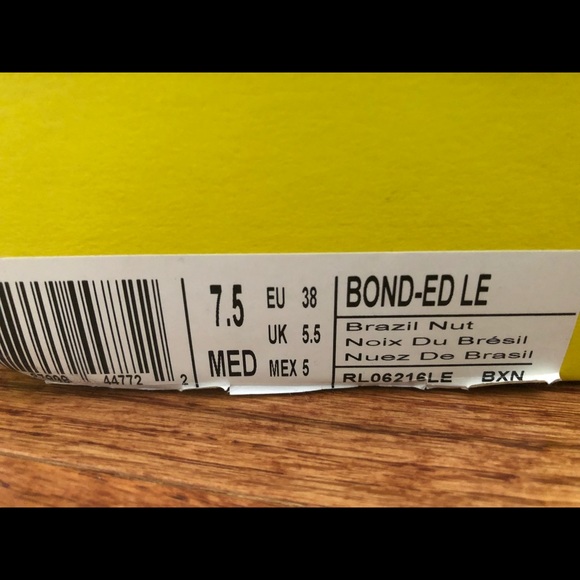 7.5 EU 38
UK 5.5
MED MEX 5
BOND-ED LE
Brazil Nut
Noix Du Brésil
Nuez De Brasil
RL06216LE BXN
44772 2